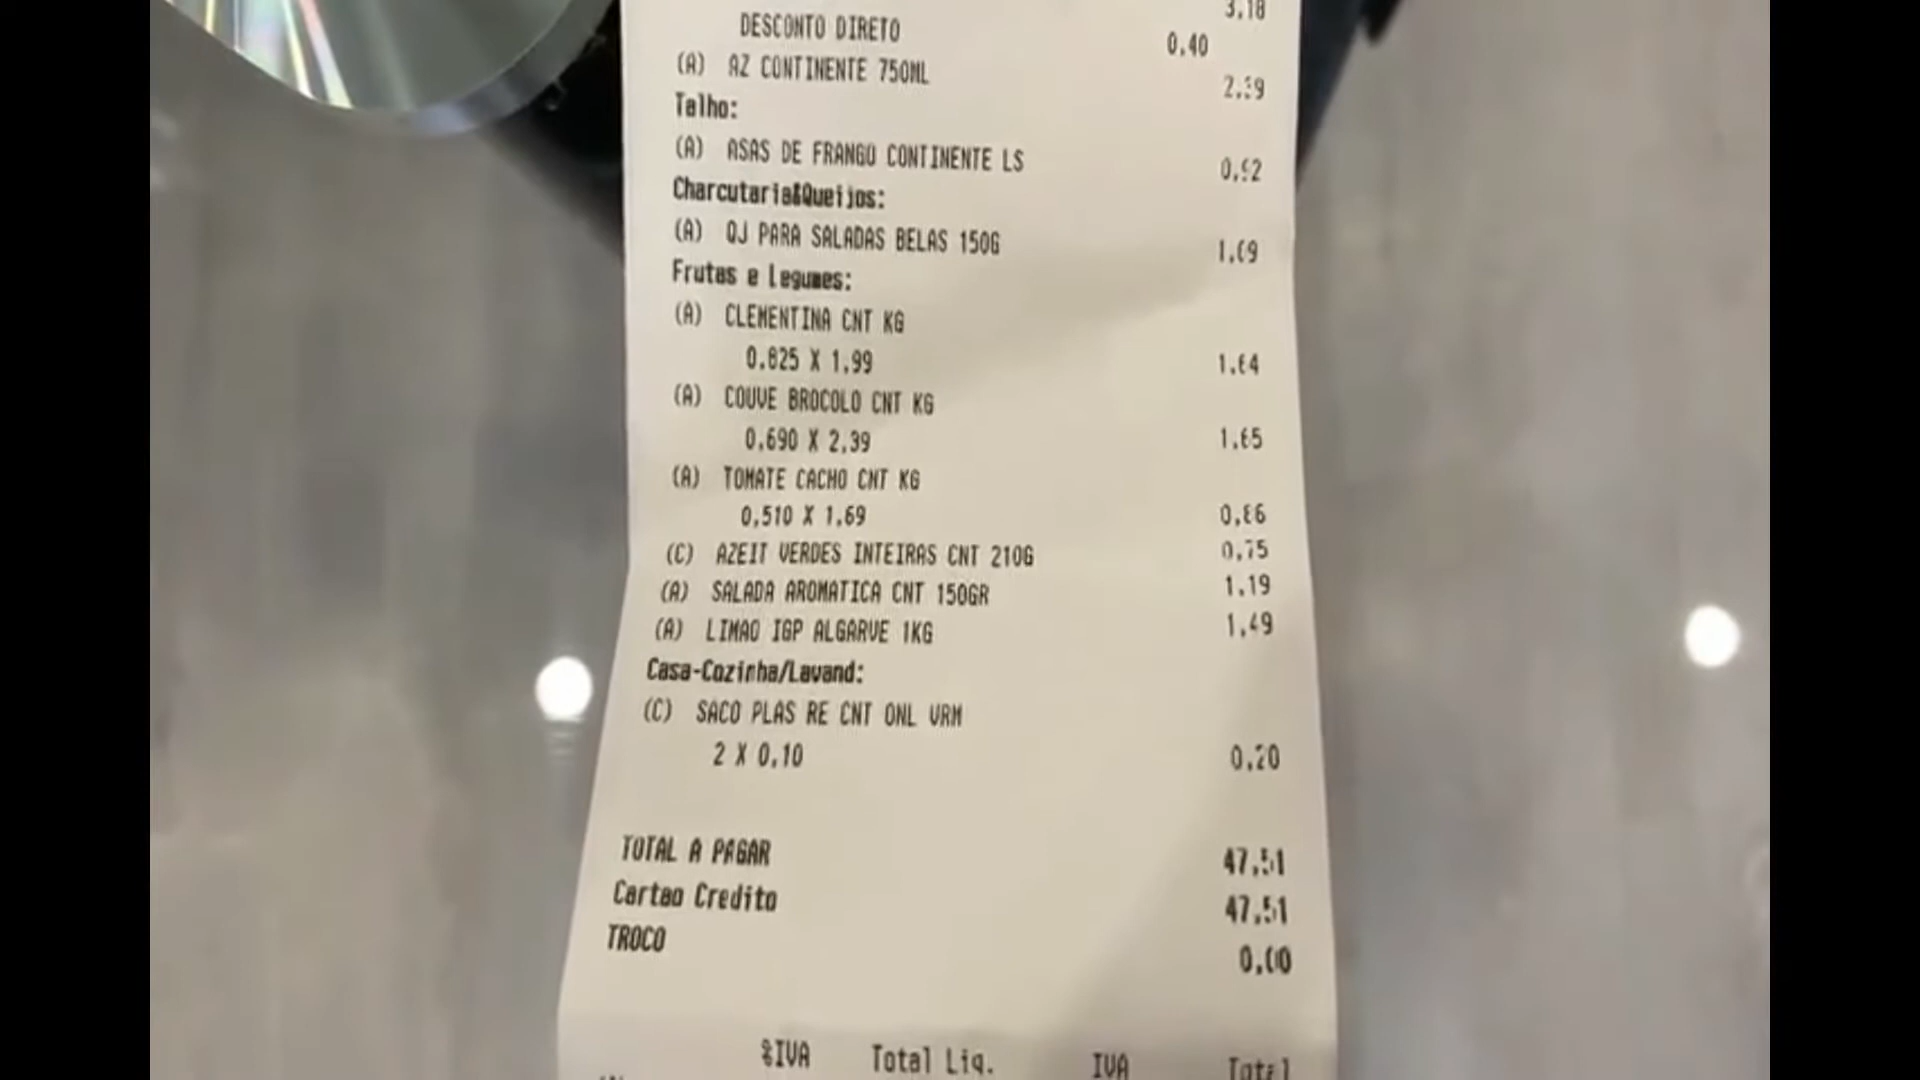 3,18
DESCONTO DIRETO 0,40
(A) AZ CONTINENTE 750ML
Talho:
(A) ASAS DE FRANGO CONTINENTE LS
Charcutaria&Queijos:
(A) QJ PARA SALADAS BELAS 150G
Frutas e Legumes:
(A) CLEMENTINA CNT KG
0.825 X 1,99 1,64
(A) COUVE BROCOLO CNT KG
0,690 X 2,39 1,65
(A) TOMATE CACHO CNT KG
0,510 X 1,69 0,86
(C) AZEIT VERDES INTEIRAS CNT 210G 0,75
(A) SALADA AROMATICA CNT 150GR 1,19
(A) LIMAO IGP ALGARVE 1KG 1,49
Casa-Cozinha/Lavand:
(C) SACO PLAS RE CNT ONL VRM
2 X 0,10 0,20
TOTAL A PAGAR 47,51
Cartao Credito 47,51
TROCO 0,00
%IVA Total Liq. IVA Total